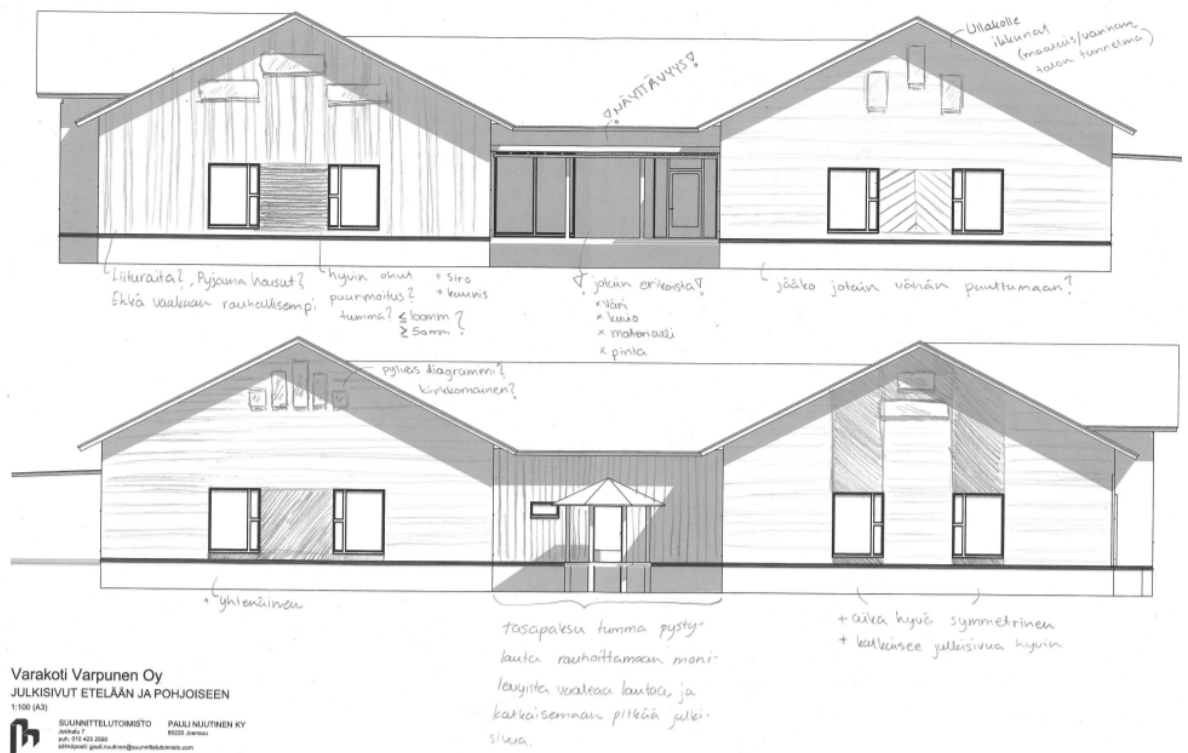 Ullakolle
ikkunat
(maalais/vanhan
talon tunnelma)
NÄYTTÄVYYS!
Liituraita?, Pyjama housut?
Ehkä vaakaan rauhallisempi
hyvin ohut
puurimoitus?
tumma? ≤100mm?
≥50mm
+ siro
+ kaunis
! jotain erikoista!
x väri
x kuvio
x materiaali
x pinta
jääkö jotain vähän puuttumaan?
pylväs diagrammi?
kirkkomainen?
+ yhtenäinen
tasapaksu tumma pysty-
lauta rauhoittamaan moni-
levyistä vaaleaa lautaa ja
katkaisemaan pitkää julki-
sivua.
+ aika hyvä symmetrinen
+ katkaisee julkisivua hyvin
Varakoti Varpunen Oy
JULKISIVUT ETELÄÄN JA POHJOISEEN
1:100 (A3)
SUUNNITTELUTOIMISTO PAULI NUUTINEN KY